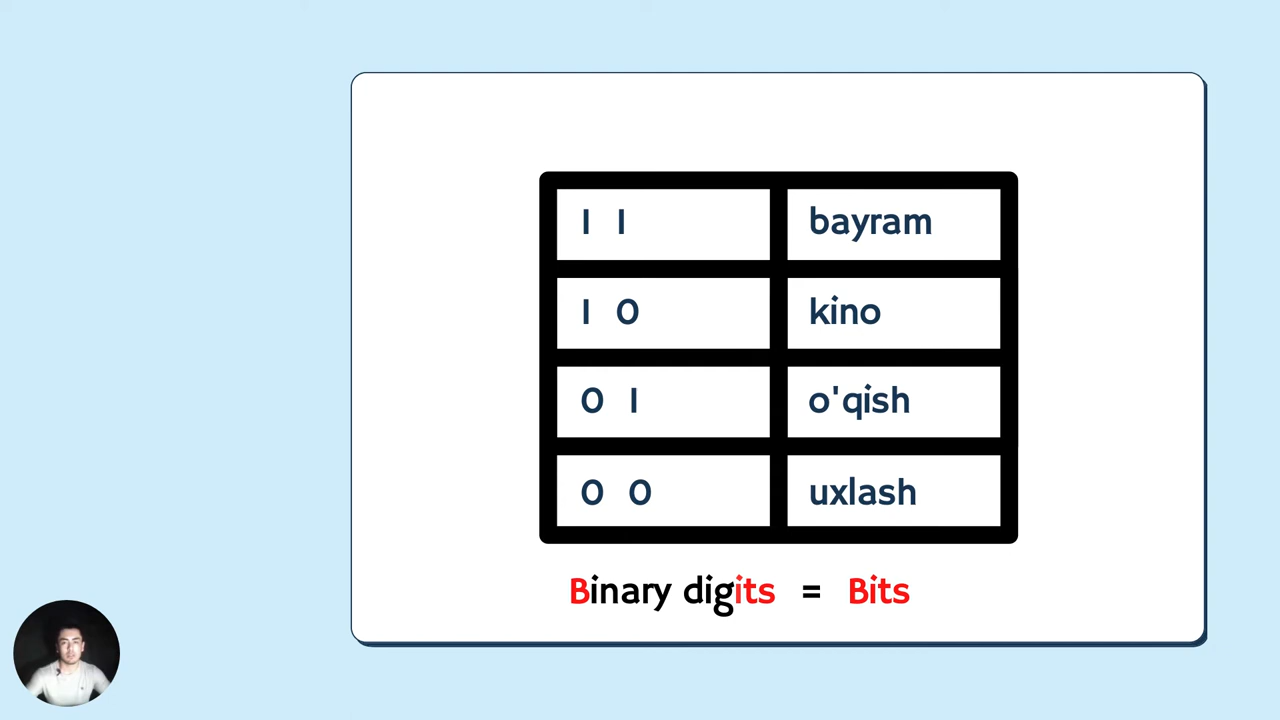 1 1 bayram
1 0 kino
0 1 o'qish
0 0 uxlash
Binary digits = Bits